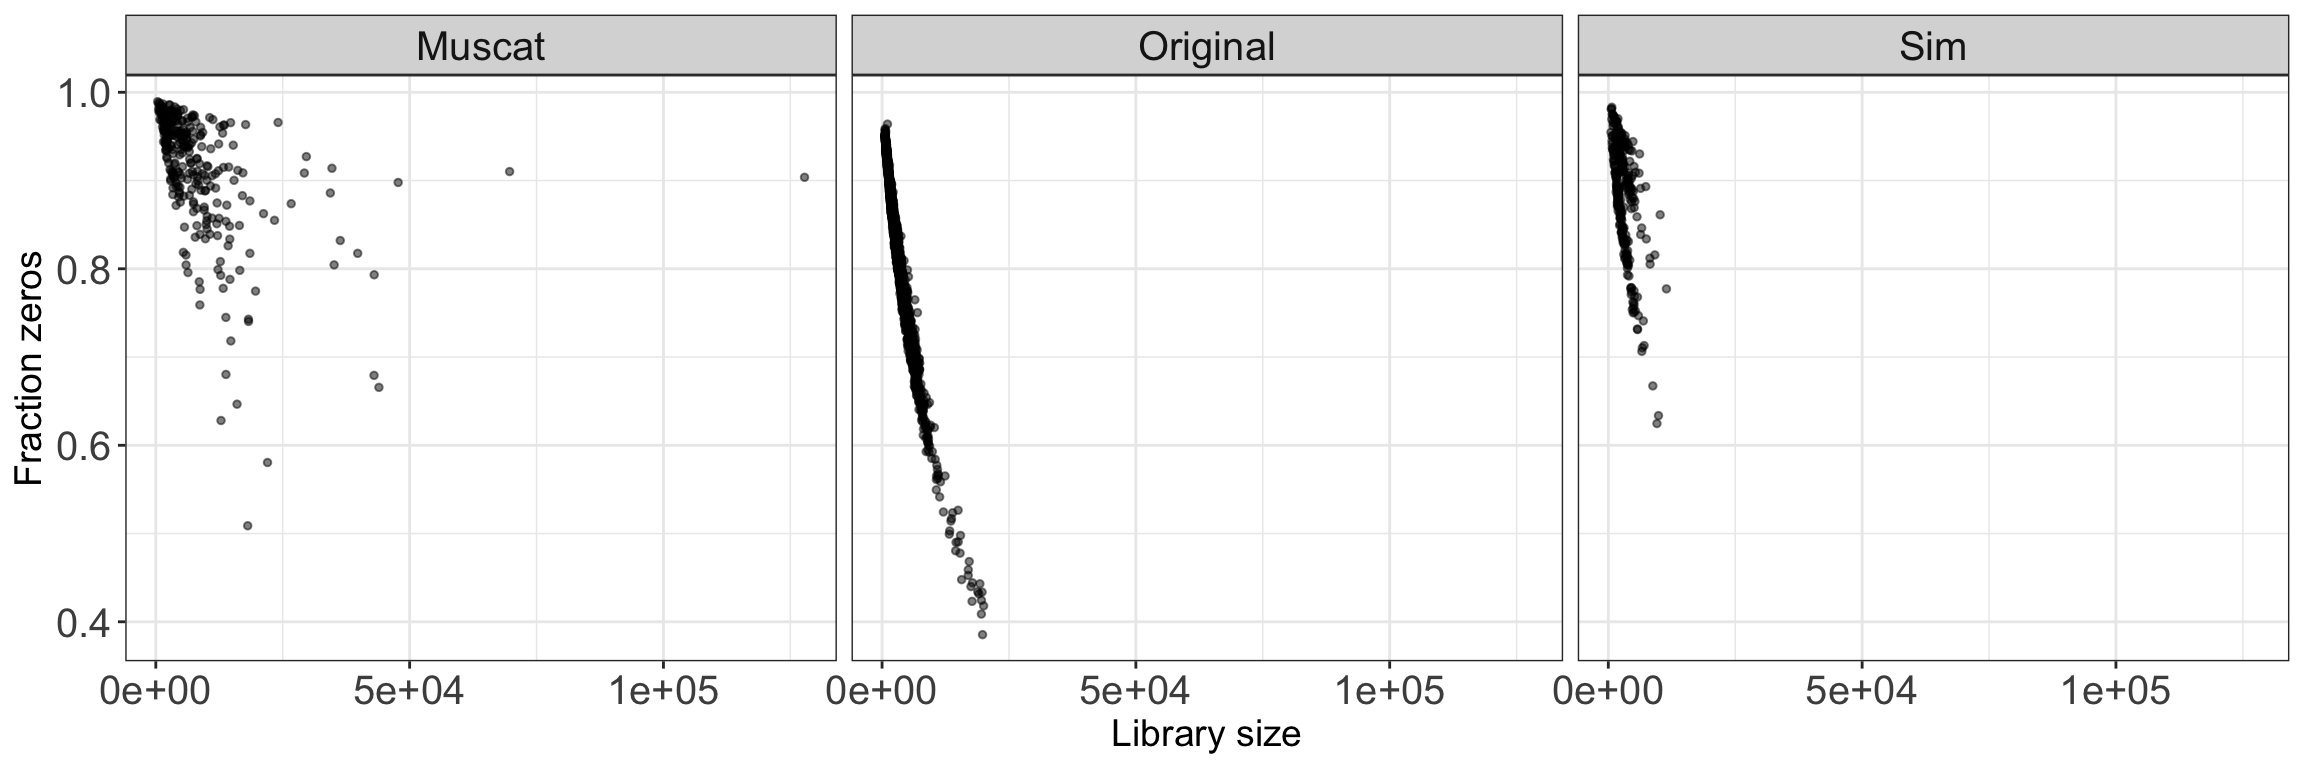 Muscat Original Sim
Fraction zeros
1.0
0.8
0.6
0.4
0e+00 5e+04 1e+05 0e+00 5e+04 1e+05 0e+00 5e+04 1e+05
Library size